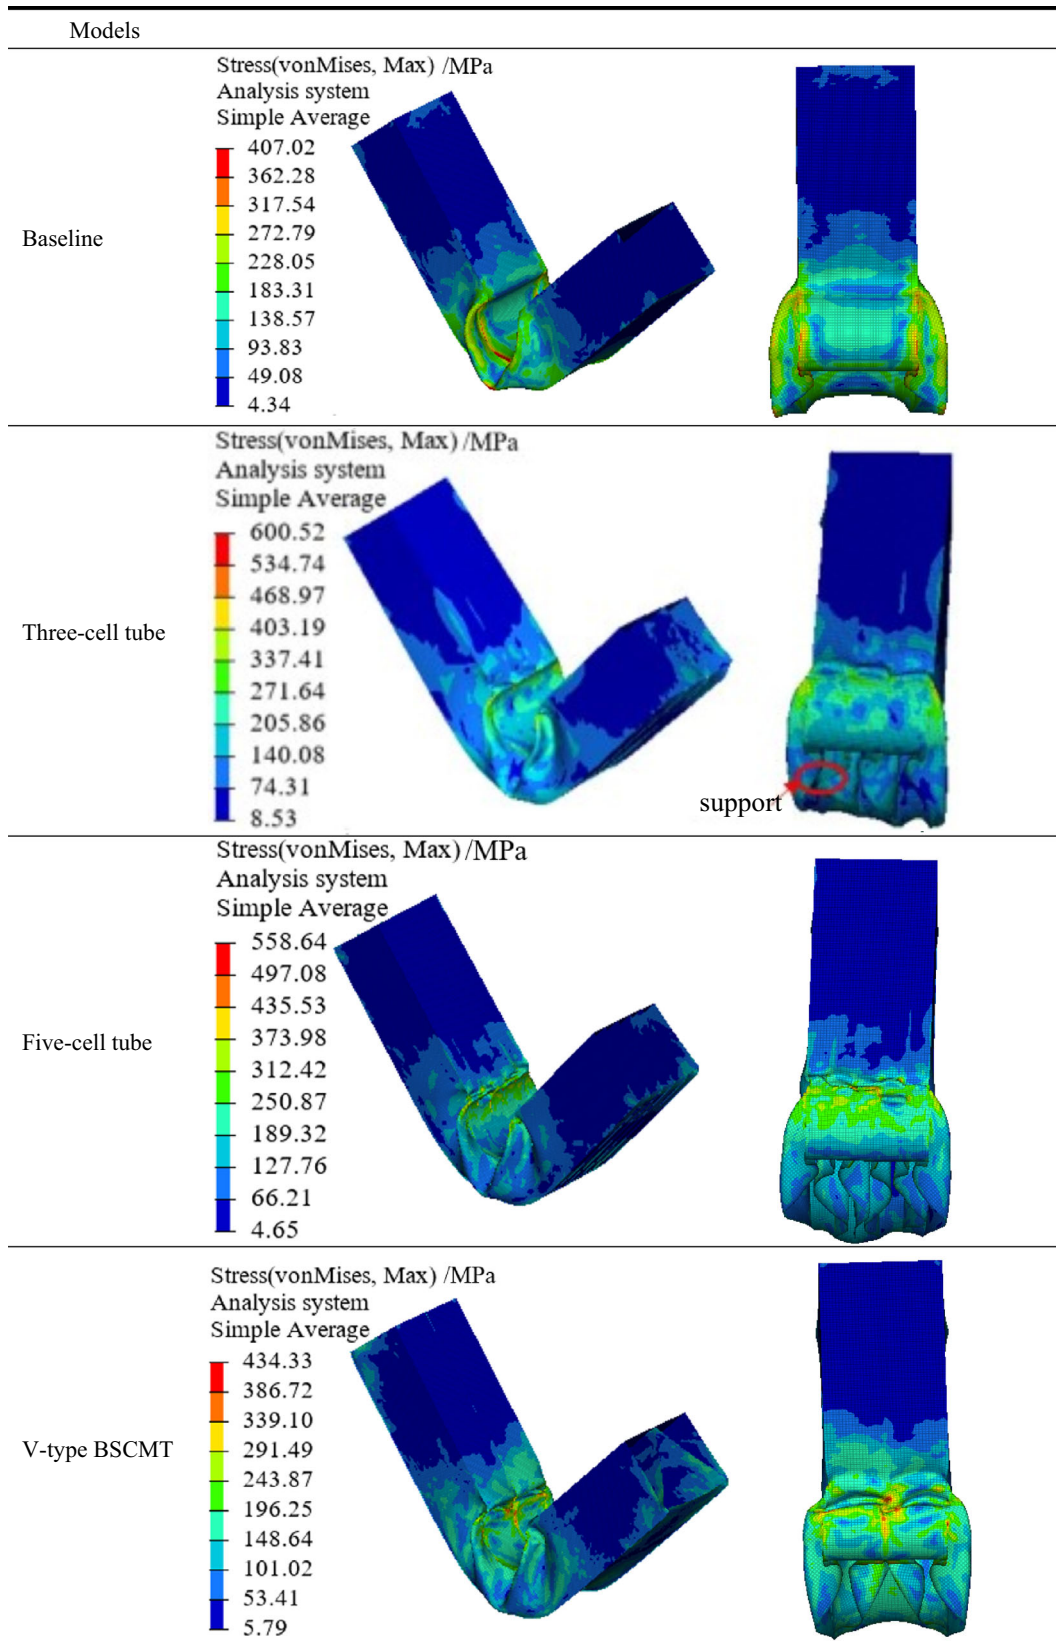 Models
Baseline
Stress(vonMises, Max) /MPa
Analysis system
Simple Average
407.02
362.28
317.54
272.79
228.05
183.31
138.57
93.83
49.08
4.34
Three-cell tube
Stress(vonMises, Max) /MPa
Analysis system
Simple Average
600.52
534.74
468.97
403.19
337.41
271.64
205.86
140.08
74.31
8.53
support
Five-cell tube
Stress(vonMises, Max) /MPa
Analysis system
Simple Average
558.64
497.08
435.53
373.98
312.42
250.87
189.32
127.76
66.21
4.65
V-type BSCMT
Stress(vonMises, Max) /MPa
Analysis system
Simple Average
434.33
386.72
339.10
291.49
243.87
196.25
148.64
101.02
53.41
5.79